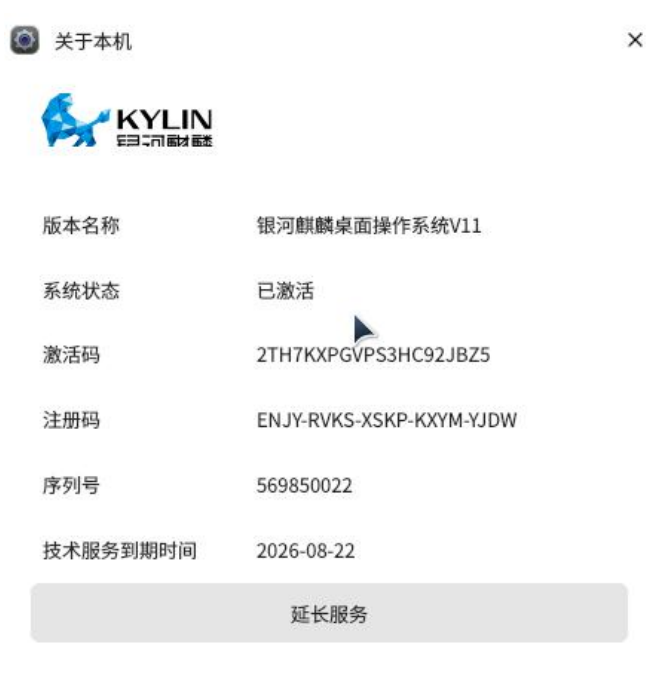 关于本机
KYLIN
银河麒麟
版本名称 银河麒麟桌面操作系统V11
系统状态 已激活
激活码 2TH7KXPGVPS3HC92JBZ5
注册码 ENJY-RVKS-XSKP-KXYM-YJDW
序列号 569850022
技术服务到期时间 2026-08-22
延长服务